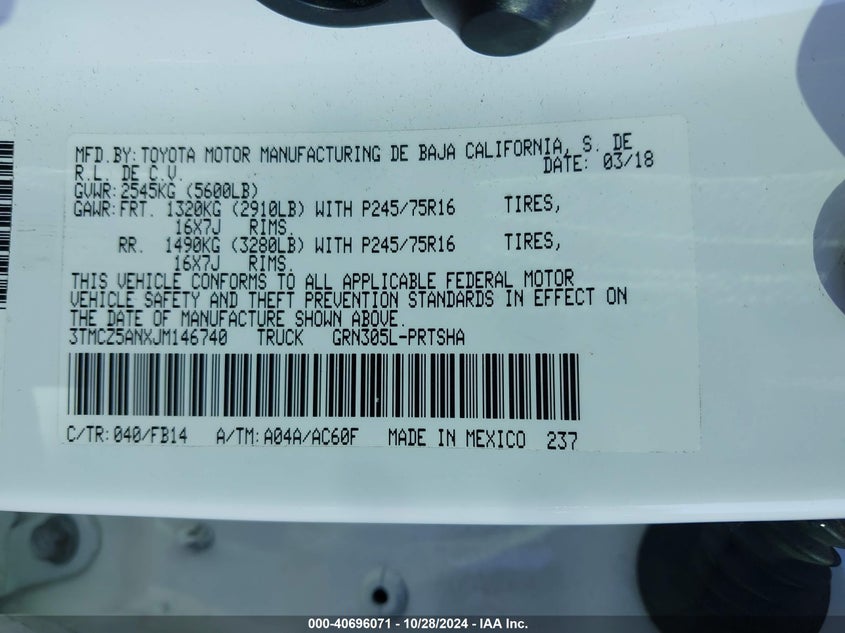 MFD.BY: TOYOTA MOTOR MANUFACTURING DE BAJA CALIFORNIA, S. DE
R.L. DE C.V. DATE: 03/18
GVWR: 2545KG (5600LB)
GAWR: FRT. 1320KG (2910LB) WITH P245/75R16 TIRES,
16X7J RIMS.
RR. 1490KG (3280LB) WITH P245/75R16 TIRES,
16X7J RIMS.
THIS VEHICLE CONFORMS TO ALL APPLICABLE FEDERAL MOTOR
VEHICLE SAFETY AND THEFT PREVENTION STANDARDS IN EFFECT ON
THE DATE OF MANUFACTURE SHOWN ABOVE.
3TMCZ5ANXJM146740 TRUCK GRN305L-PRTSHA
C/TR: 040/FB14 A/TM: A04A/AC60F MADE IN MEXICO 237
000-40696071 - 10/28/2024 - IAA Inc.